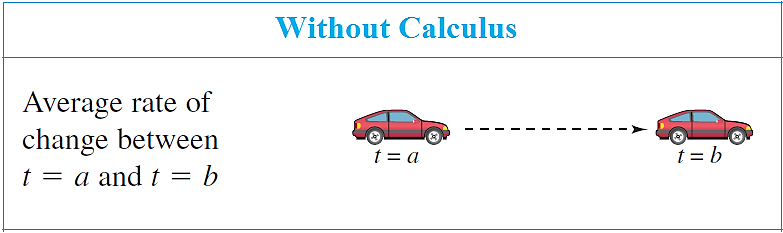 Without Calculus
Average rate of
change between
t = a and t = b
t = a
t = b